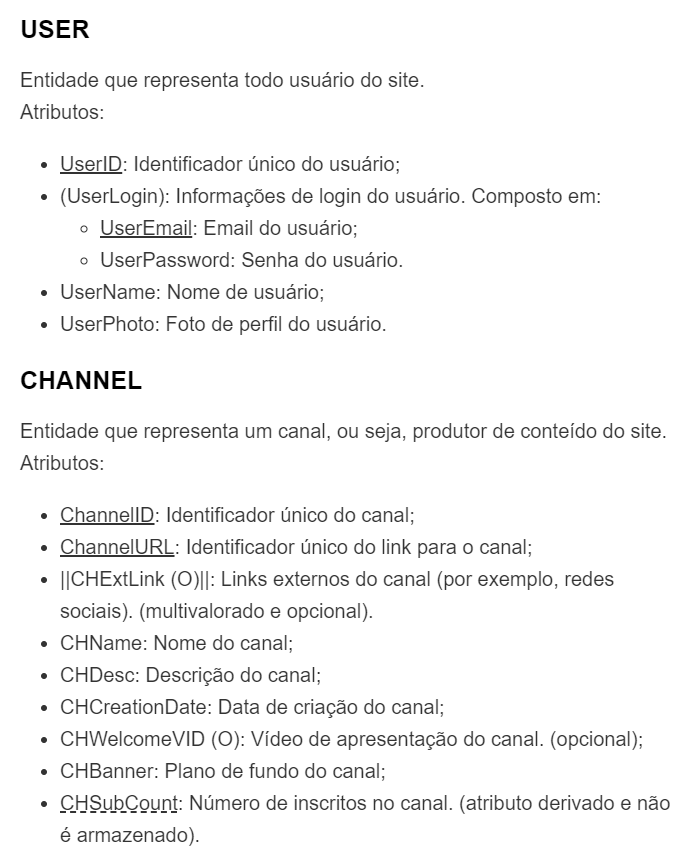 USER
Entidade que representa todo usuário do site.
Atributos:
• UserID: Identificador único do usuário;
• (UserLogin): Informações de login do usuário. Composto em:
◦ UserEmail: Email do usuário;
◦ UserPassword: Senha do usuário.
• UserName: Nome de usuário;
• UserPhoto: Foto de perfil do usuário.
CHANNEL
Entidade que representa um canal, ou seja, produtor de conteído do site.
Atributos:
• ChannelID: Identificador único do canal;
• ChannelURL: Identificador único do link para o canal;
• ||CHExtLink (O)||: Links externos do canal (por exemplo, redes
sociais). (multivalorado e opcional).
• CHName: Nome do canal;
• CHDesc: Descrição do canal;
• CHCreationDate: Data de criação do canal;
• CHWelcomeVID (O): Vídeo de apresentação do canal. (opcional);
• CHBanner: Plano de fundo do canal;
• CHSubCount: Número de inscritos no canal. (atributo derivado e não
é armazenado).